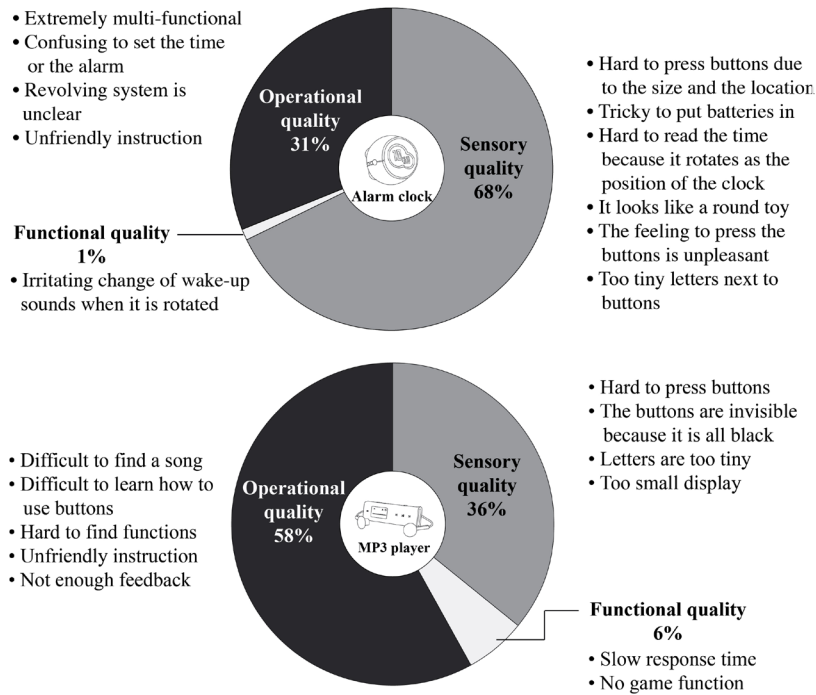 • Extremely multi-functional
• Confusing to set the time
or the alarm
• Revolving system is
unclear
• Unfriendly instruction
Operational
quality
31%
Sensory
quality
68%
Alarm clock
• Hard to press buttons due
to the size and the location
• Tricky to put batteries in
• Hard to read the time
because it rotates as the
position of the clock
• It looks like a round toy
• The feeling to press the
buttons is unpleasant
• Too tiny letters next to
buttons
Functional quality
1%
• Irritating change of wake-up
sounds when it is rotated
• Difficult to find a song
• Difficult to learn how to
use buttons
• Hard to find functions
• Unfriendly instruction
• Not enough feedback
Operational
quality
58%
Sensory
quality
36%
MP3 player
• Hard to press buttons
• The buttons are invisible
because it is all black
• Letters are too tiny
• Too small display
Functional quality
6%
• Slow response time
• No game function